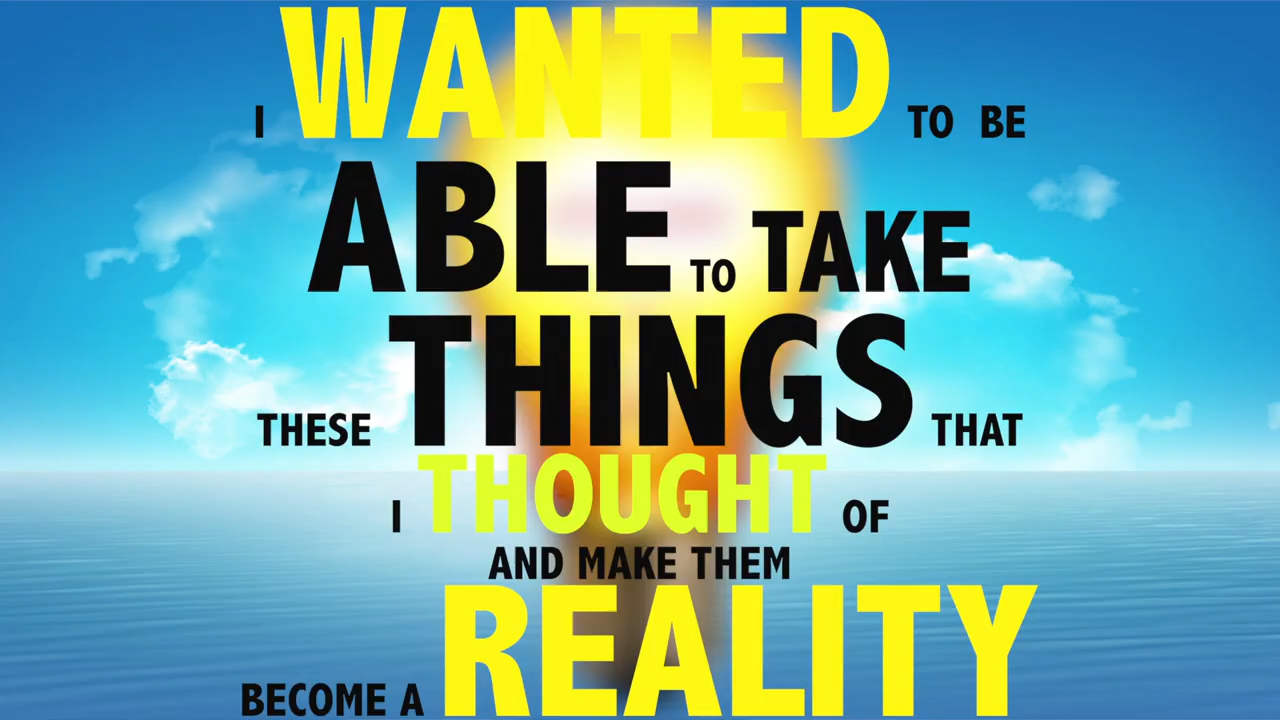 I WANTED TO BE
ABLE TO TAKE
THESE THINGS THAT
I THOUGHT OF
AND MAKE THEM
BECOME A REALITY